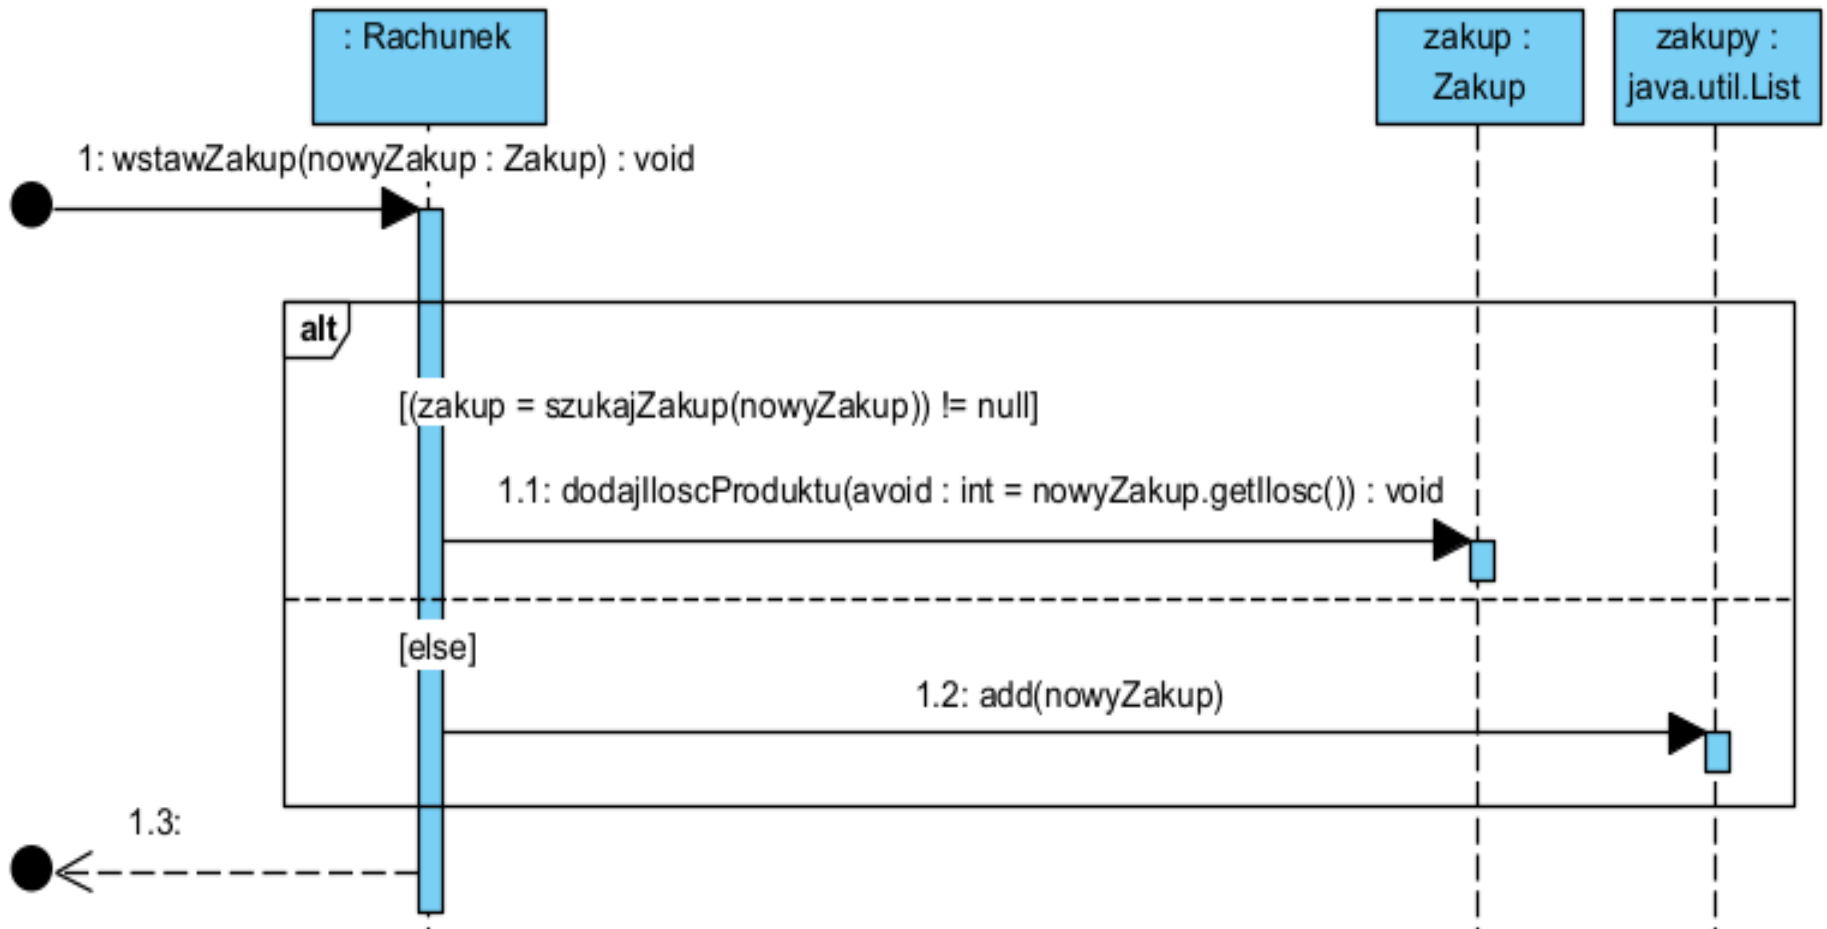 : Rachunek
zakup :
Zakup
zakupy :
java.util.List
1: wstawZakup(nowyZakup : Zakup) : void
alt
[(zakup = szukajZakup(nowyZakup)) != null]
1.1: dodajIloscProduktu(avoid : int = nowyZakup.getIlosc()) : void
[else]
1.2: add(nowyZakup)
1.3: